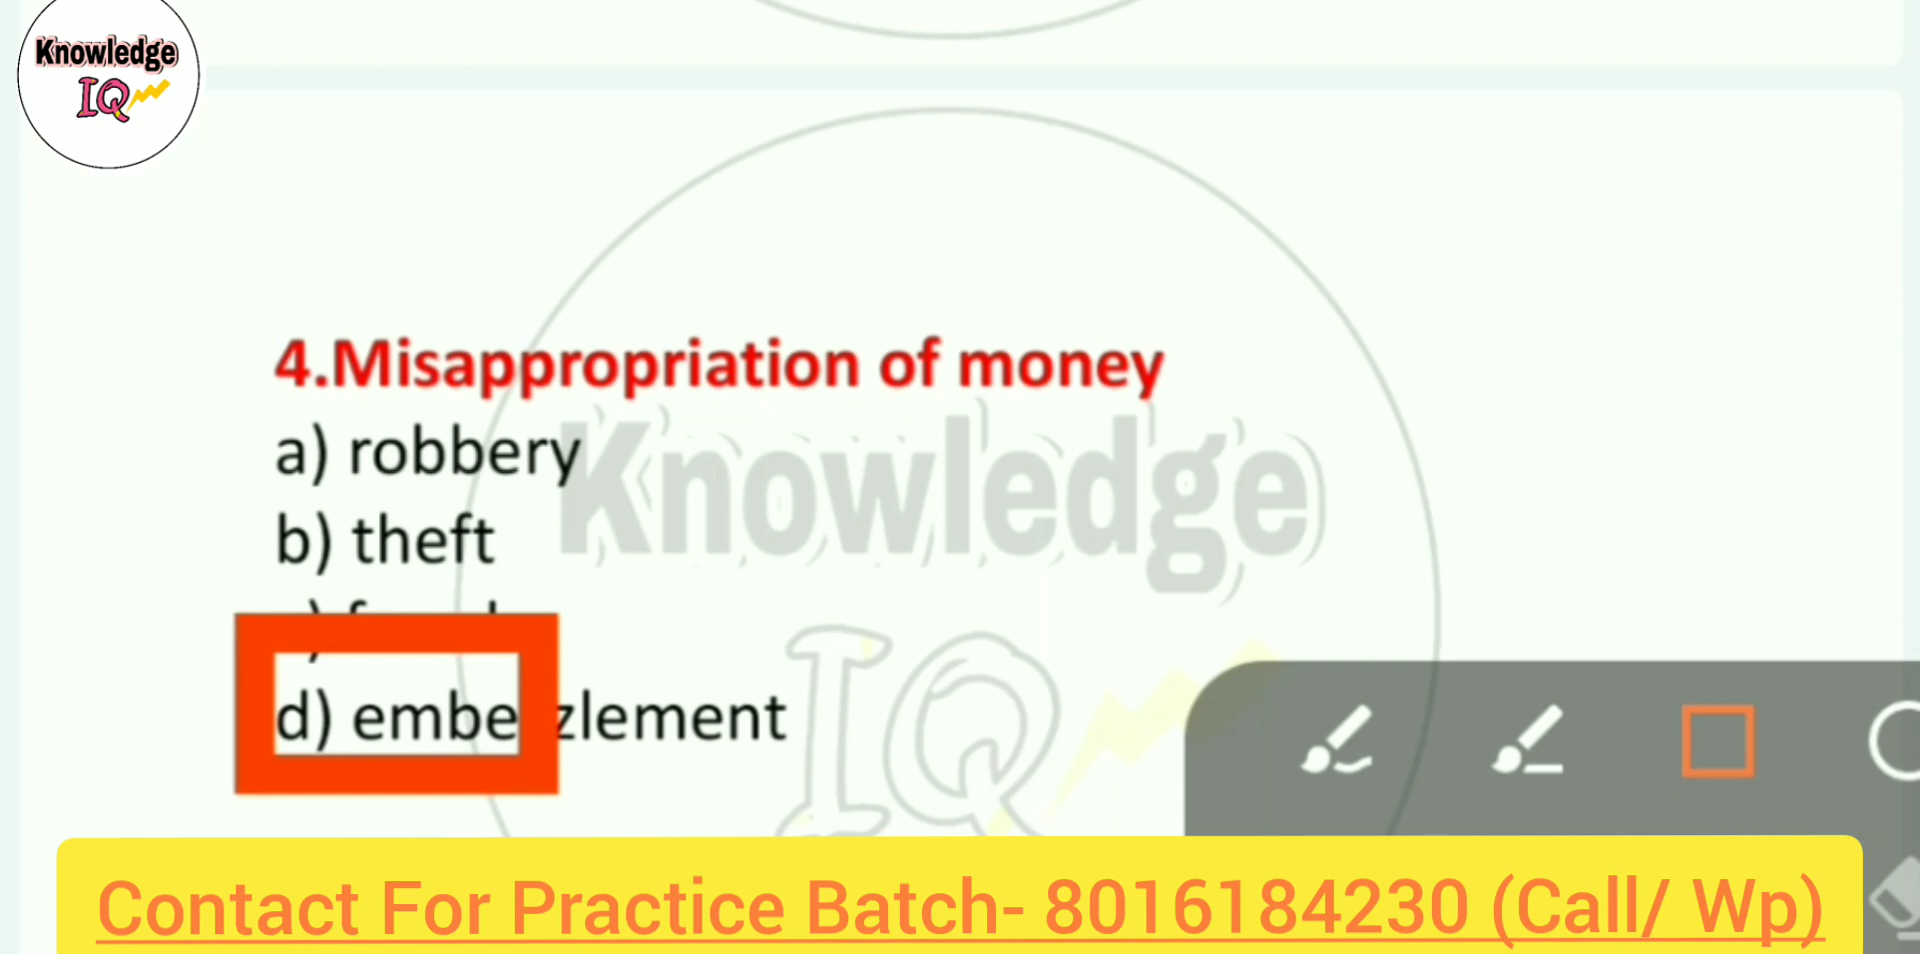 Knowledge
IQ
4.Misappropriation of money
a) robbery
b) theft
d) embe zlement
Knowledge
IQ
Contact For Practice Batch- 8016184230 (Call/ Wp)